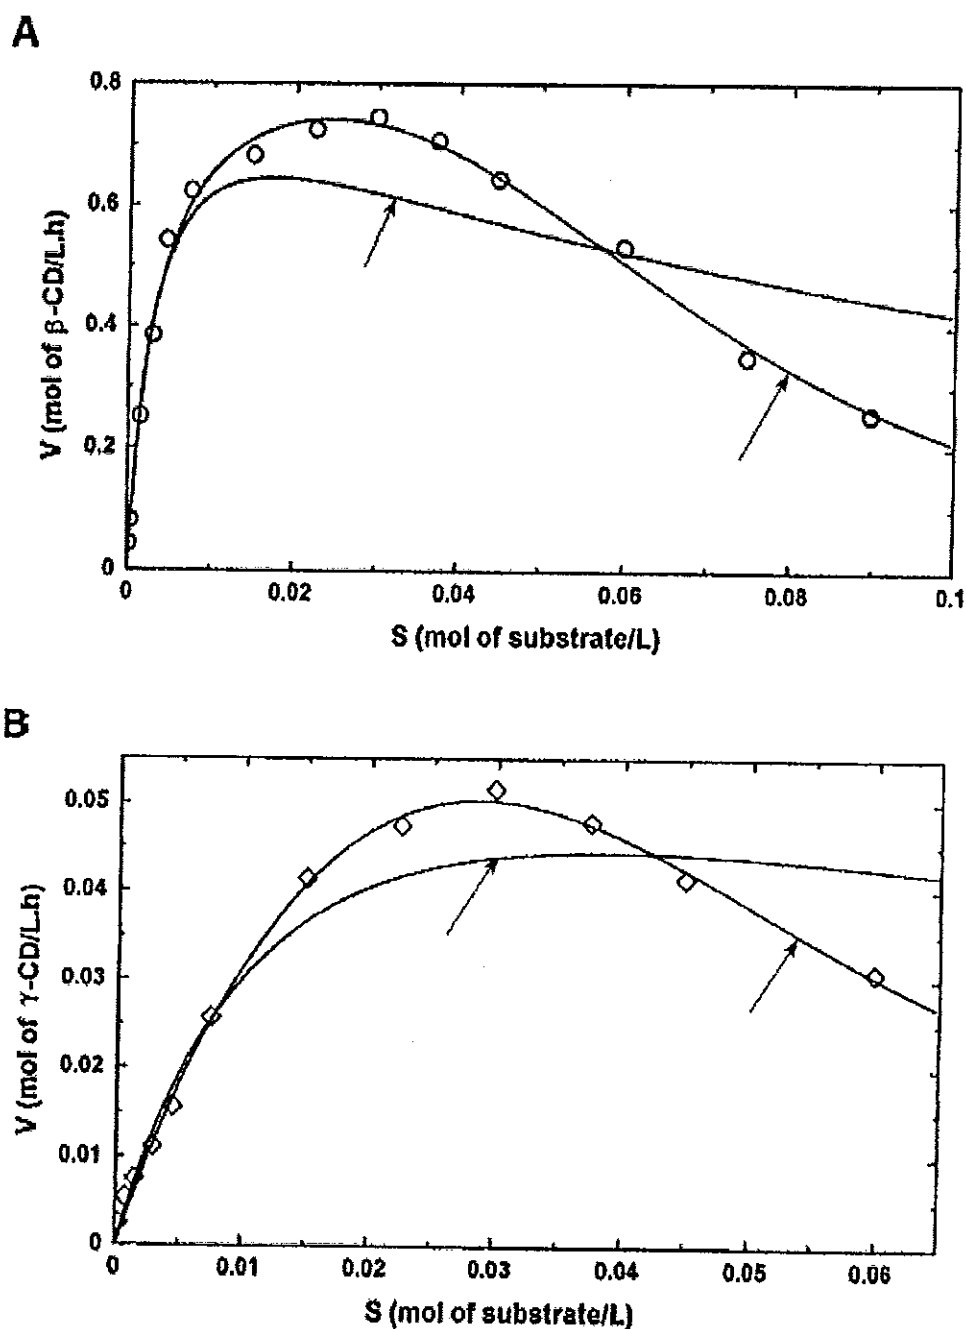 A
0.8
0.6
0.4
0.2
0
V (mol of β-CD/L.h)
0 0.02 0.04 0.06 0.08 0.1
S (mol of substrate/L)
B
0.05
0.04
0.03
0.02
0.01
0
V (mol of γ-CD/L.h)
0 0.01 0.02 0.03 0.04 0.05 0.06
S (mol of substrate/L)